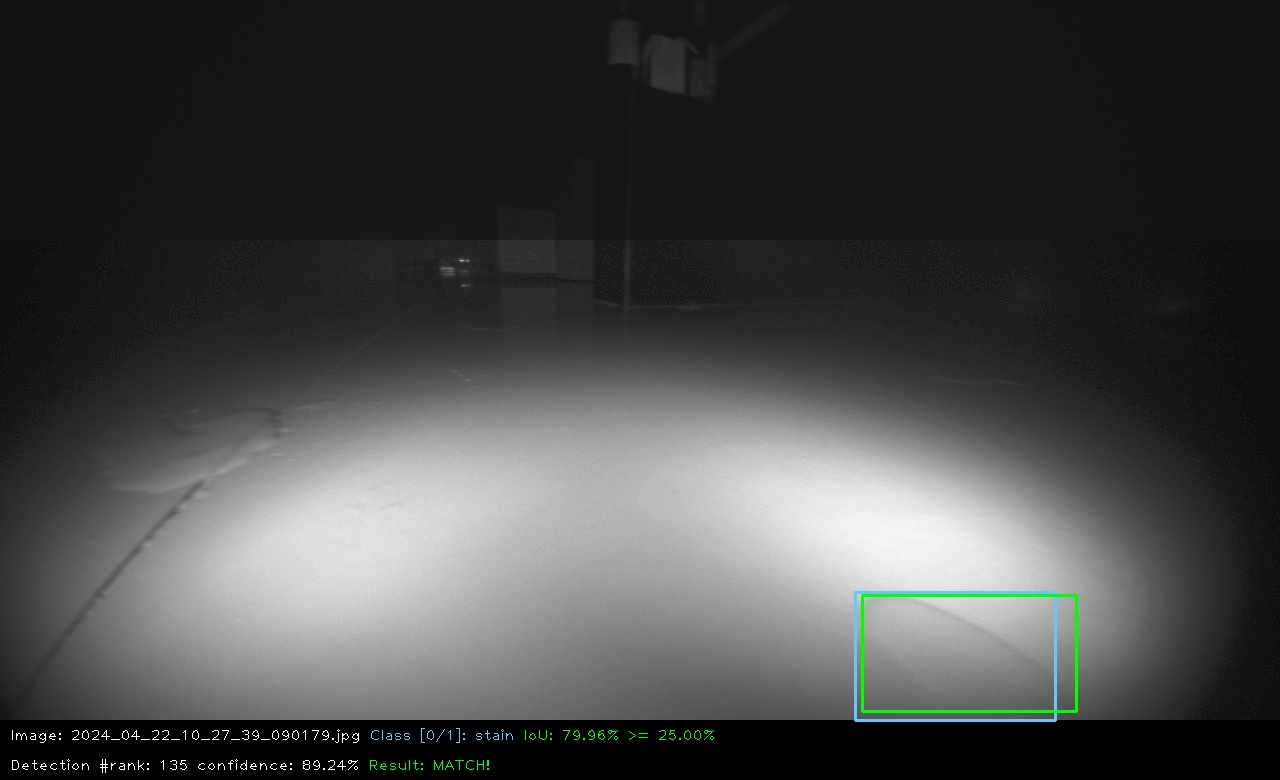 Image: 2024_04_22_10_27_39_090179.jpg Class [0/1]: stain IoU: 79.96% >= 25.00%
Detection #rank: 135 confidence: 89.24% Result: MATCH!